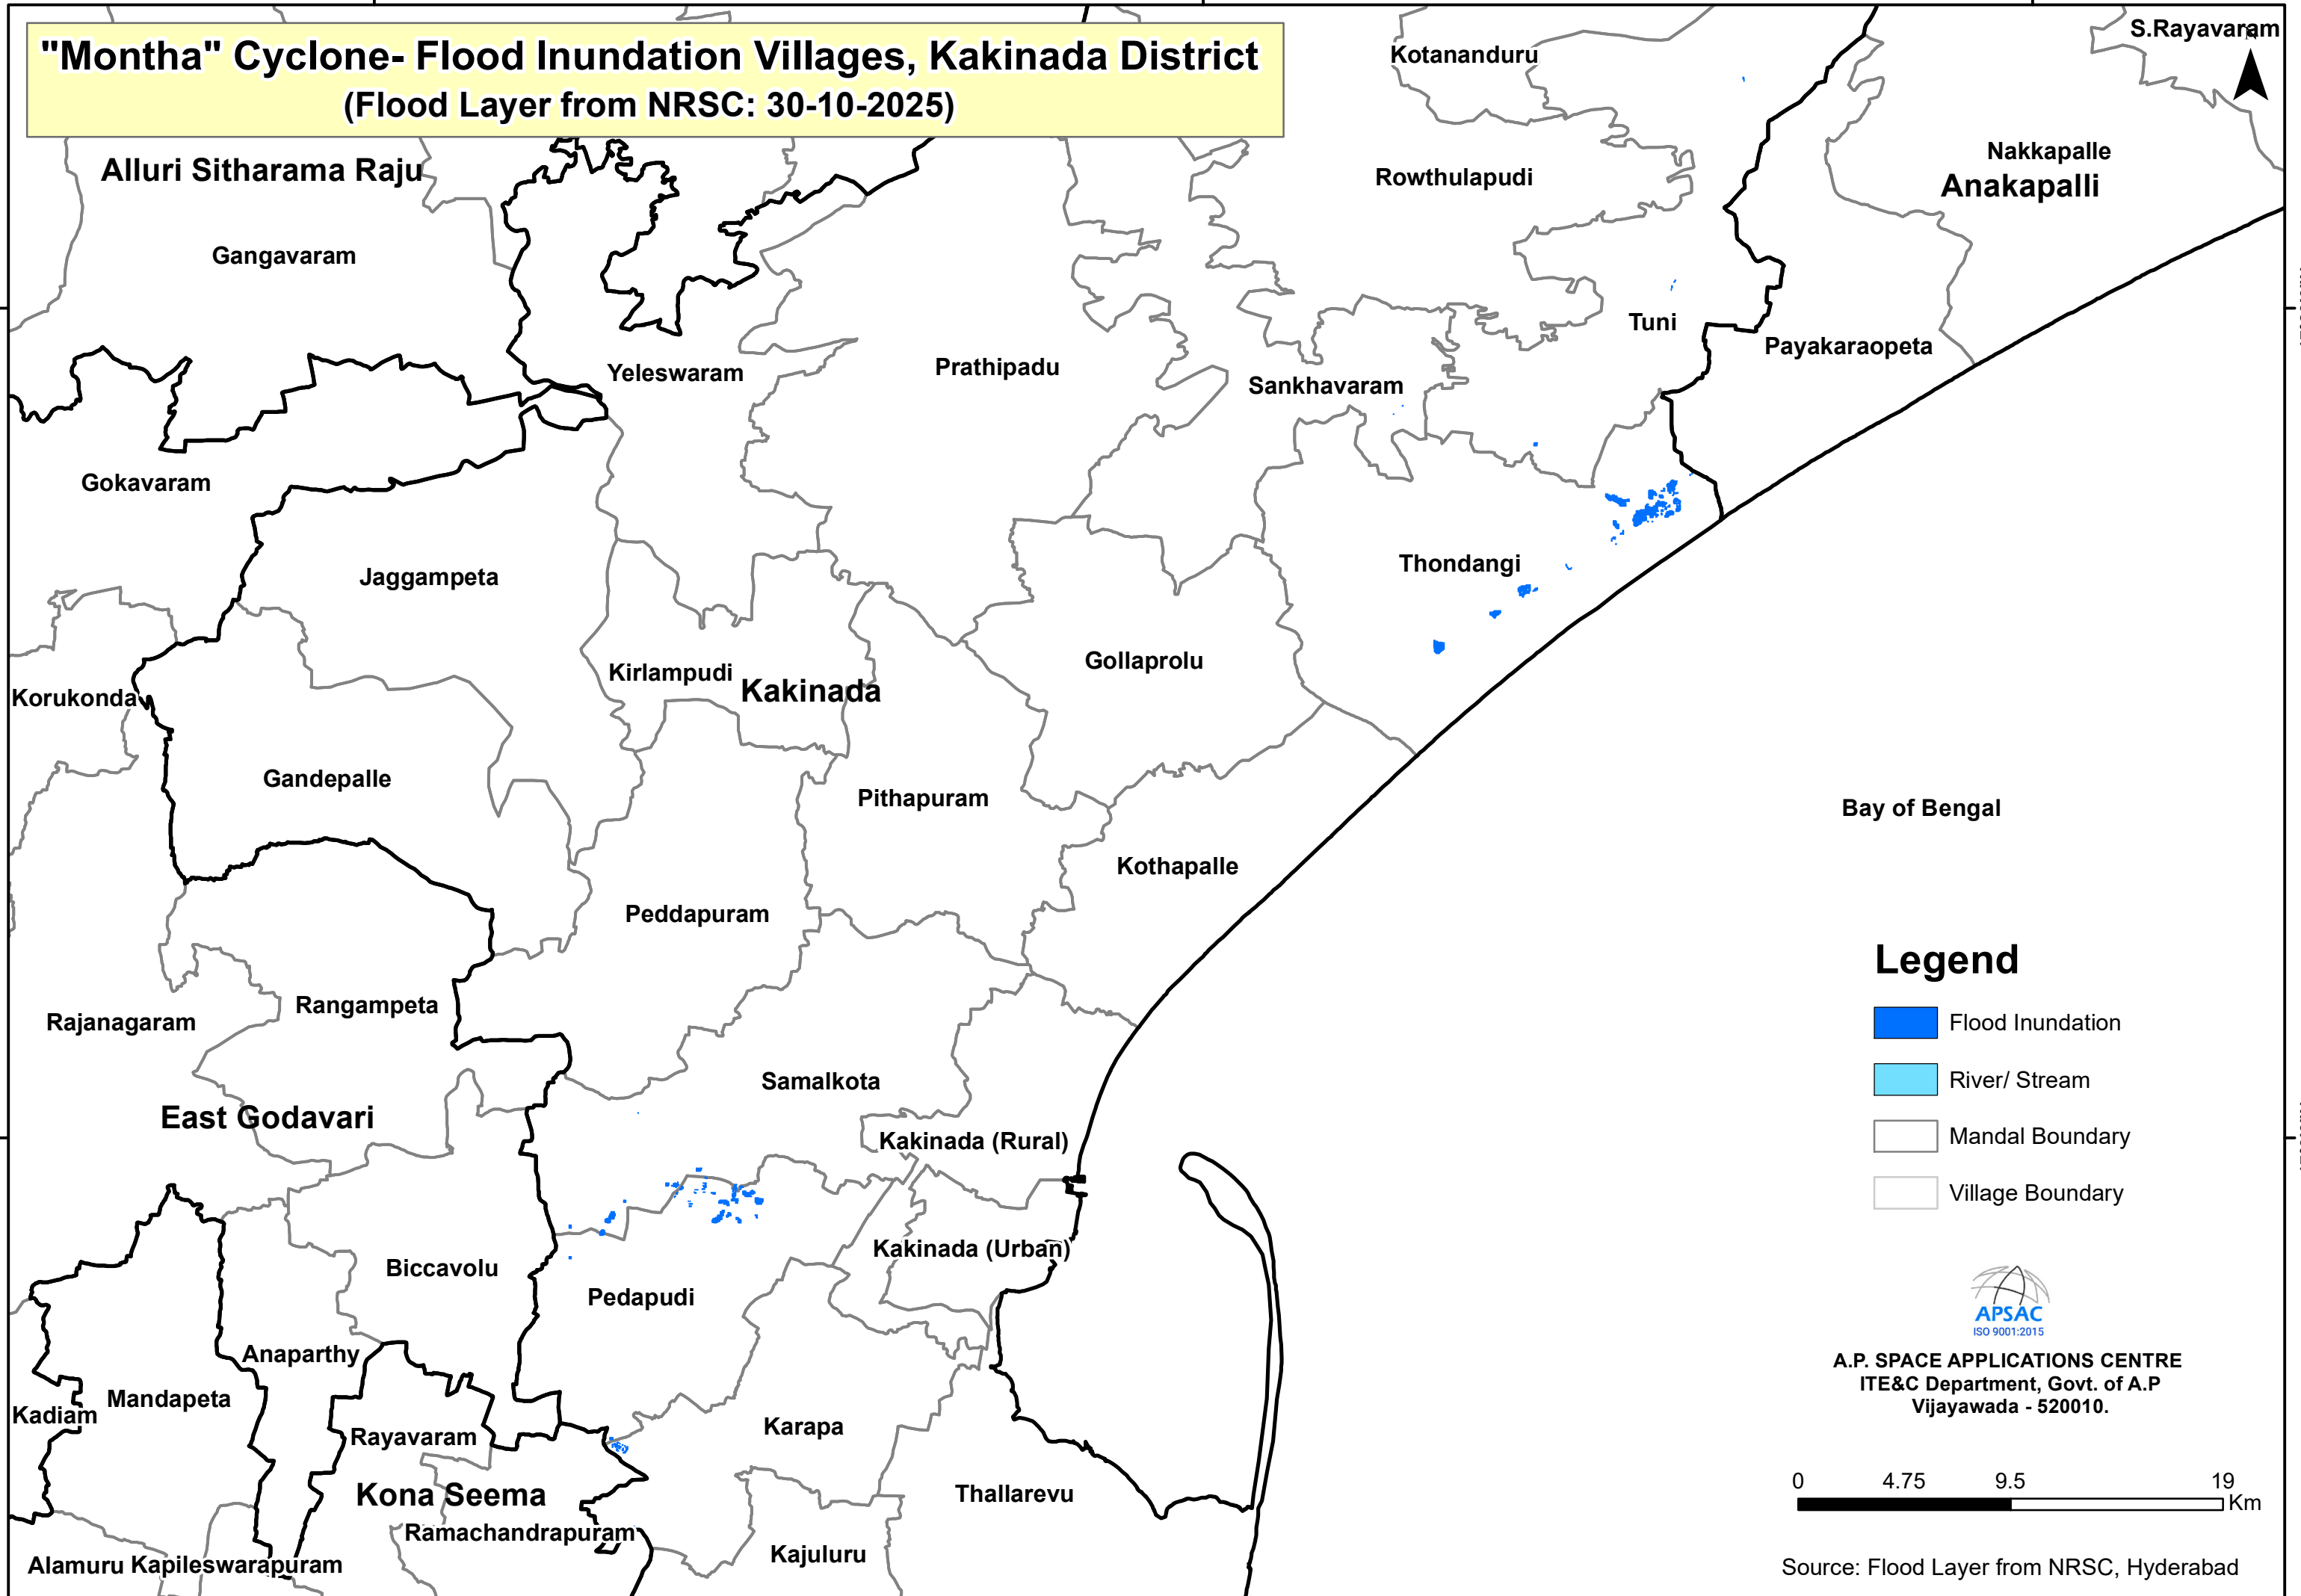 "Montha" Cyclone- Flood Inundation Villages, Kakinada District
(Flood Layer from NRSC: 30-10-2025)
S.Rayavaram
N
Kotananduru
Nakkapalle
Alluri Sitharama Raju
Rowthulapudi
Anakapalli
Gangavaram
Tuni
Payakaraopeta
Yeleswaram
Prathipadu
Sankhavaram
Gokavaram
Thondangi
Jaggampeta
Gollaprolu
Kirlampudi
Kakinada
Korukonda
Gandepalle
Pithapuram
Bay of Bengal
Kothapalle
Peddapuram
Rangampeta
Rajanagaram
Samalkota
East Godavari
Kakinada (Rural)
Kakinada (Urban)
Biccavolu
Pedapudi
Anaparthy
Mandapeta
Kadiam
Karapa
Rayavaram
Kona Seema
Thallarevu
Ramachandrapuram
Kajuluru
Alamuru
Kapileswarapuram
Legend
Flood Inundation
River/ Stream
Mandal Boundary
Village Boundary
APSAC
ISO 9001:2015
A.P. SPACE APPLICATIONS CENTRE
ITE&C Department, Govt. of A.P
Vijayawada - 520010.
0 4.75 9.5 19
Km
Source: Flood Layer from NRSC, Hyderabad